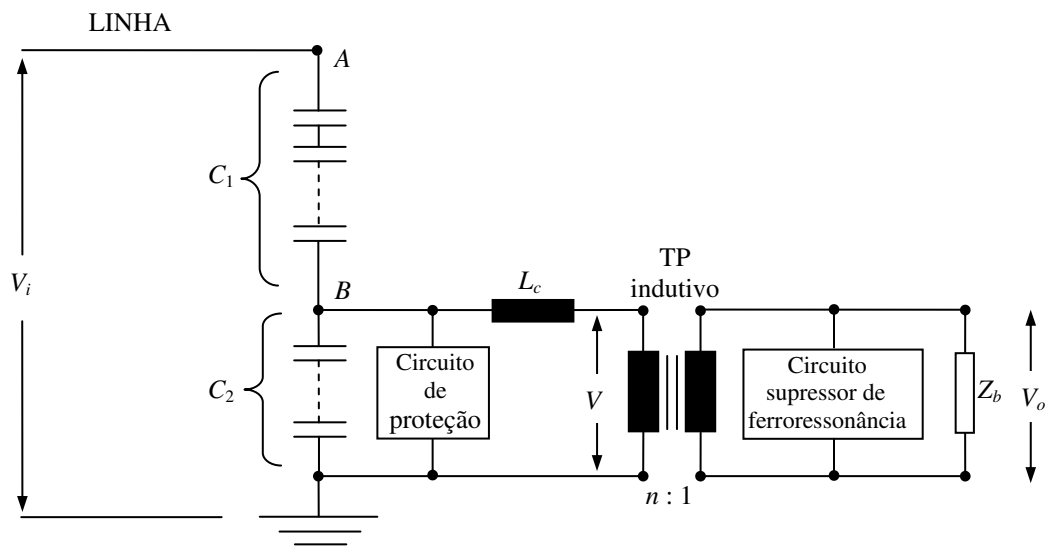 LINHA
A
C1
Vi
B
Lc
TP
indutivo
C2
Circuito
de
proteção
V
Circuito
supressor de
ferroressonância
Zb
Vo
n : 1